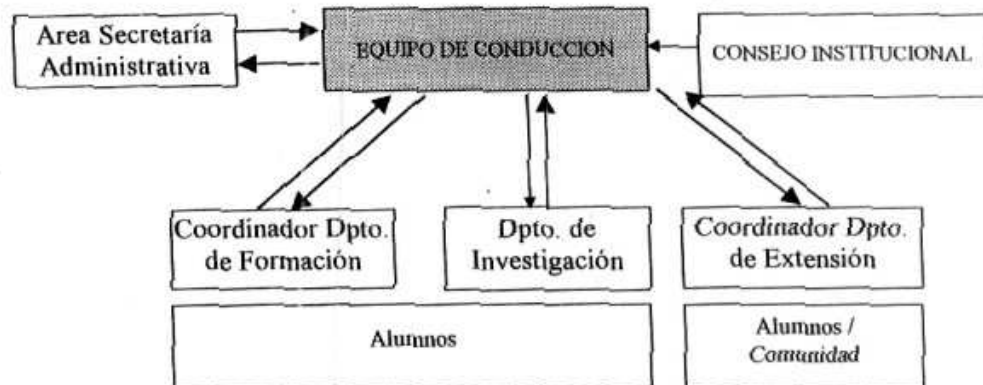 Area Secretaría
Administrativa
EQUIPO DE CONDUCCION
CONSEJO INSTITUCIONAL
Coordinador Dpto.
de Formación
Dpto. de
Investigación
Coordinador Dpto.
de Extensión
Alumnos
Alumnos /
Comunidad